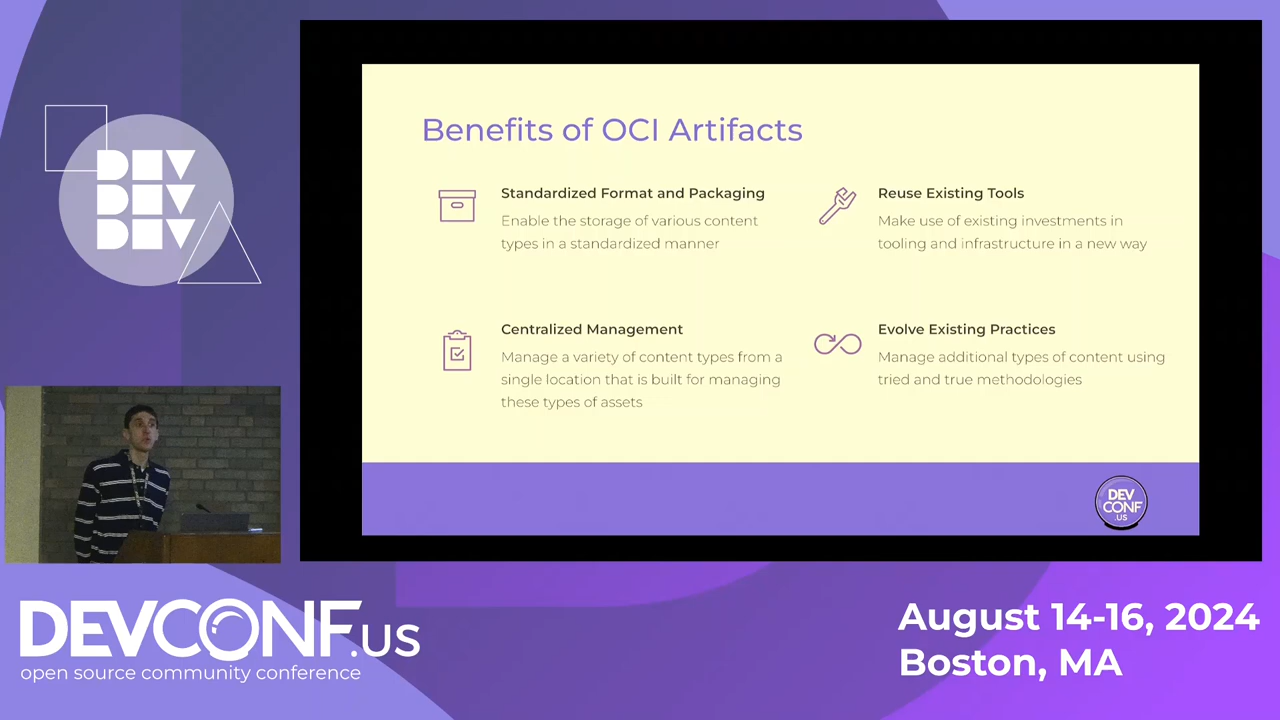 DEV
DEV
DEV
Benefits of OCI Artifacts
Standardized Format and Packaging
Enable the storage of various content
types in a standardized manner
Reuse Existing Tools
Make use of existing investments in
tooling and infrastructure in a new way
Centralized Management
Manage a variety of content types from a
single location that is built for managing
these types of assets
Evolve Existing Practices
Manage additional types of content using
tried and true methodologies
DEV
CONF
.US
DEVCONF.US
open source community conference
August 14-16, 2024
Boston, MA